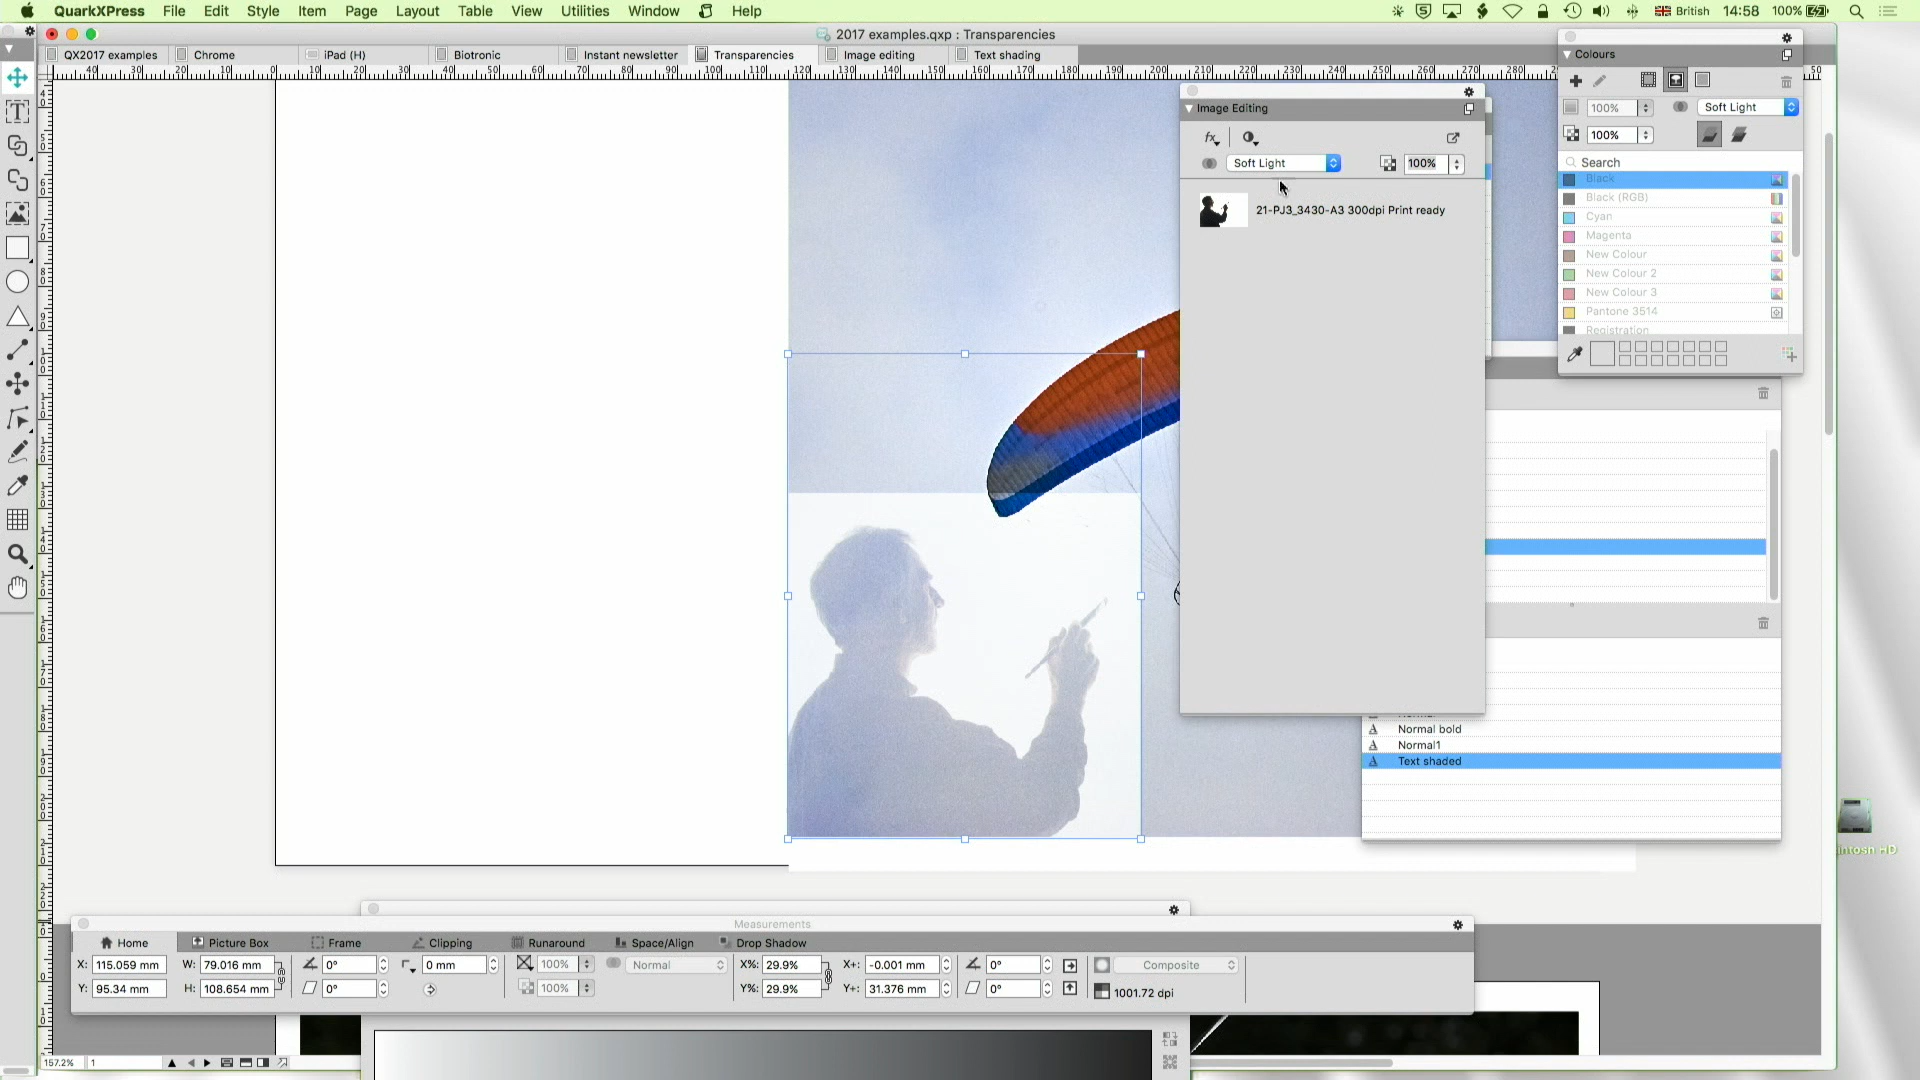 QuarkXPress File Edit Style Item Page Layout Table View Utilities Window Help British 14:58 100%
2017 examples.qxp : Transparencies
QX2017 examples Chrome iPad (H) Biotronic Instant newsletter Transparencies Image editing Text shading
Colours
100% Soft Light
100%
Search
Black
Black (RGB)
Cyan
Magenta
New Colour
New Colour 2
New Colour 3
Pantone 3514
Registration
Image Editing
fx
Soft Light 100%
21-PJ3_3430-A3 300dpi Print ready
Normal bold
Normal1
Text shaded
Measurements
Home Picture Box Frame Clipping Runaround Space/Align Drop Shadow
X: 115.059 mm W: 79.016 mm 0° 0 mm 100% Normal X%: 29.9% X+: -0.001 mm 0° Composite
Y: 95.34 mm H: 108.654 mm 0° 100% Y%: 29.9% Y+: 31.376 mm 0° 1001.72 dpi
157.2% 1